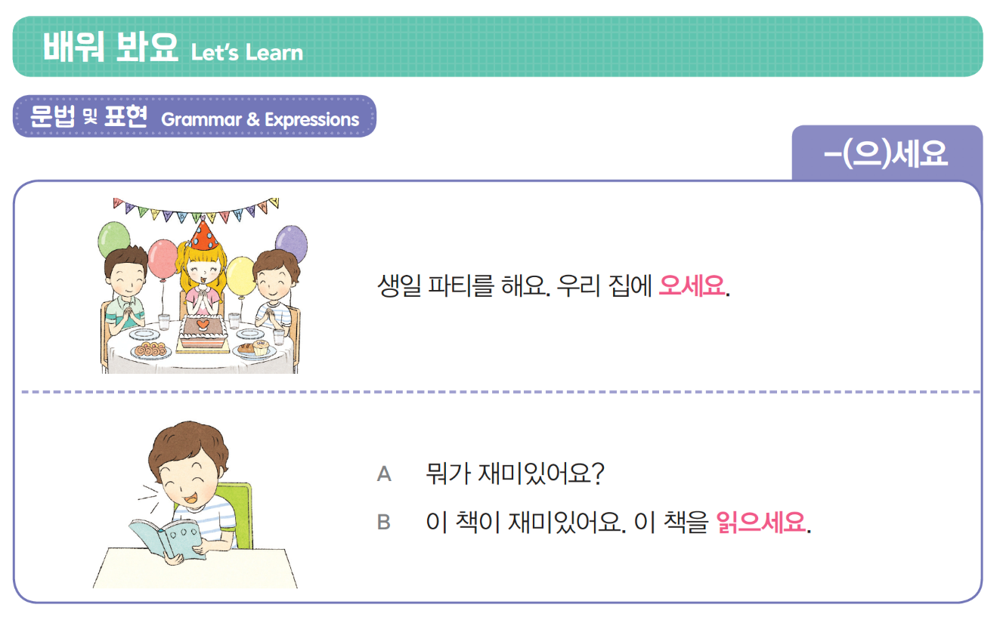 배워 봐요 Let's Learn
문법 및 표현 Grammar & Expressions
-(으)세요
HAPPYBIRTHDAY
생일 파티를 해요. 우리 집에 오세요.
A 뭐가 재미있어요?
B 이 책이 재미있어요. 이 책을 읽으세요.